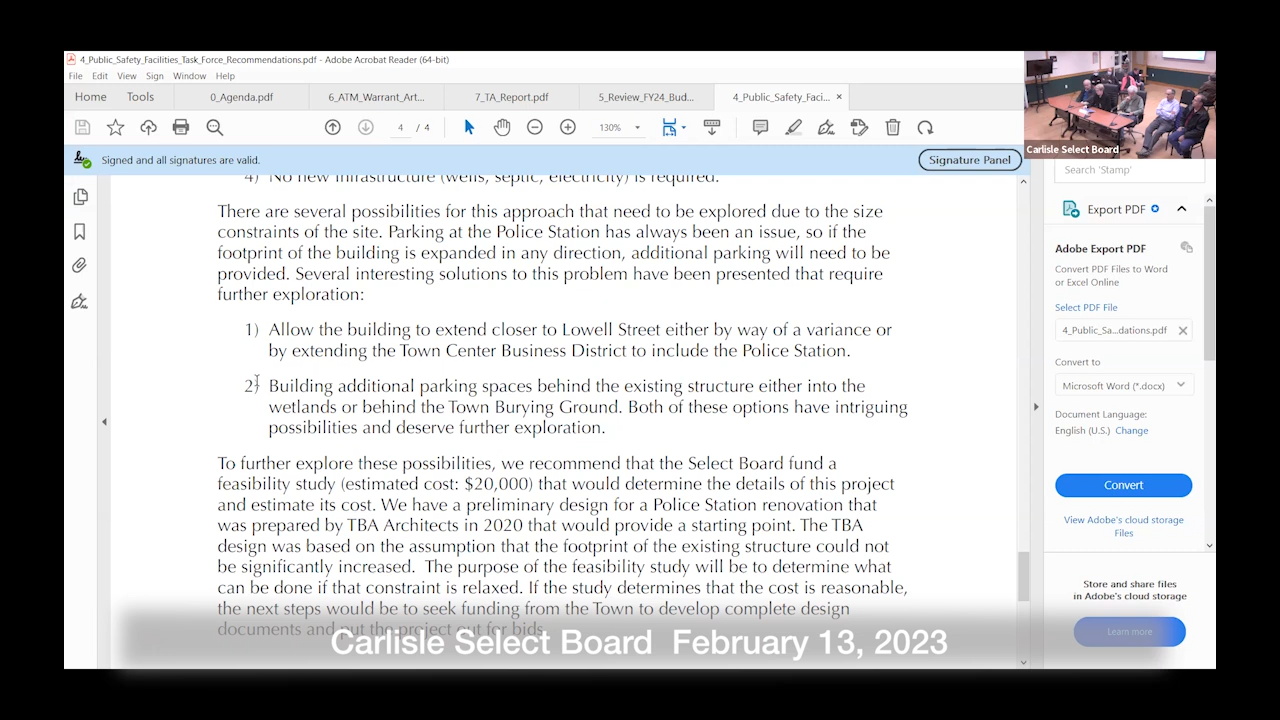 4_Public_Safety_Facilities_Task_Force_Recommendations.pdf - Adobe Acrobat Reader (64-bit)
File Edit View Sign Window Help
Home Tools 0_Agenda.pdf 6_ATM_Warrant_Art... 7_TA_Report.pdf 5_Review_FY24_Bud... 4_Public_Safety_Faci... ×
4 / 4 130%
Carlisle Select Board
Signed and all signatures are valid. Signature Panel
Search 'Stamp'
Export PDF
Adobe Export PDF
Convert PDF Files to Word
or Excel Online
Select PDF File
4_Public_Sa...dations.pdf
Convert to
Microsoft Word (*.docx)
Document Language:
English (U.S.) Change
Convert
View Adobe's cloud storage
Files
Store and share files
in Adobe's cloud storage
Learn more
4) No new infrastructure (wells, septic, electricity) is required.
There are several possibilities for this approach that need to be explored due to the size
constraints of the site. Parking at the Police Station has always been an issue, so if the
footprint of the building is expanded in any direction, additional parking will need to be
provided. Several interesting solutions to this problem have been presented that require
further exploration:
1) Allow the building to extend closer to Lowell Street either by way of a variance or
by extending the Town Center Business District to include the Police Station.
2) Building additional parking spaces behind the existing structure either into the
wetlands or behind the Town Burying Ground. Both of these options have intriguing
possibilities and deserve further exploration.
To further explore these possibilities, we recommend that the Select Board fund a
feasibility study (estimated cost: $20,000) that would determine the details of this project
and estimate its cost. We have a preliminary design for a Police Station renovation that
was prepared by TBA Architects in 2020 that would provide a starting point. The TBA
design was based on the assumption that the footprint of the existing structure could not
be significantly increased. The purpose of the feasibility study will be to determine what
can be done if that constraint is relaxed. If the study determines that the cost is reasonable,
the next steps would be to seek funding from the Town to develop complete design
documents and put the project out for bids.
Carlisle Select Board February 13, 2023